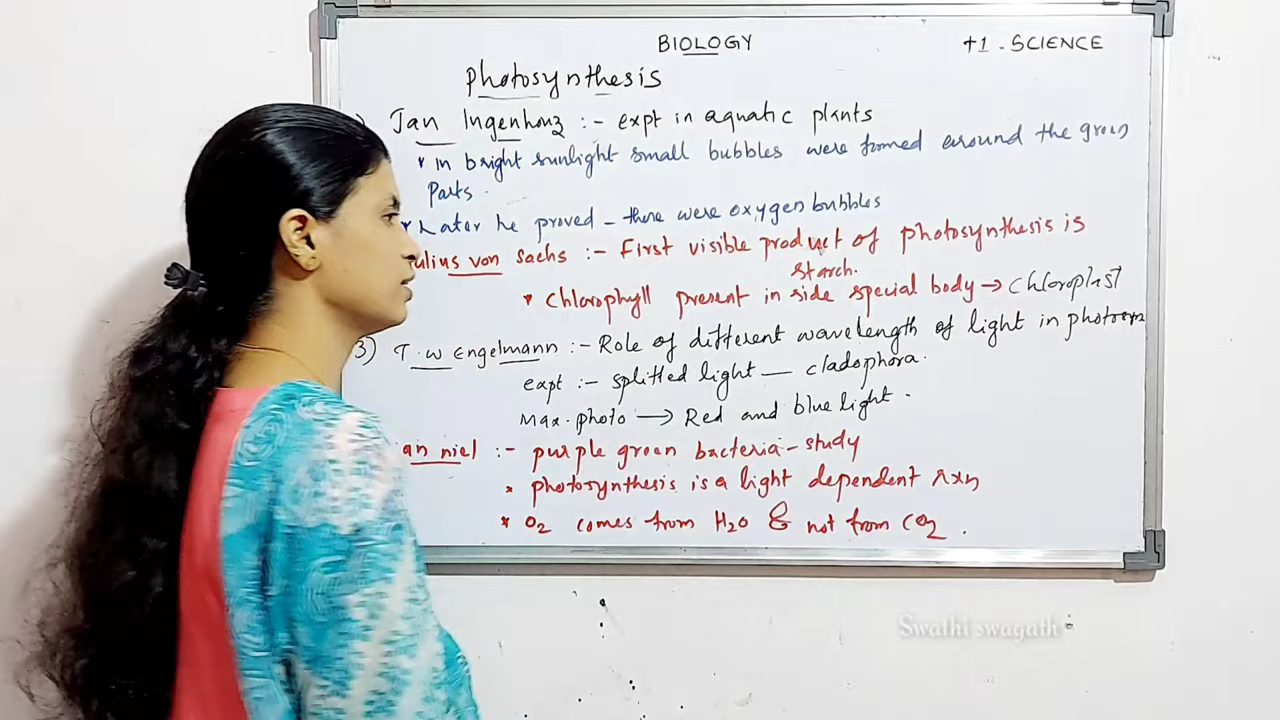 BIOLOGY +1 - SCIENCE
Photosynthesis
) Jan Ingenhouz :- expt in aquatic plants
* in bright sunlight small bubbles were formed around the green
parts.
* Later he proved - there were oxygen bubbles
ulius von Sachs :- First visible product of photosynthesis is
starch.
* Chlorophyll present in side special body → chloroplast
3) T.W Engelmann :- Role of different wavelength of light in
expt :- splitted light — cladophora.
Max.photo → Red and blue light.
an niel :- purple green bacteria - study
* photosynthesis is a light dependent rxn
* O2 comes from H2O & not from CO2.
Swathi swagath